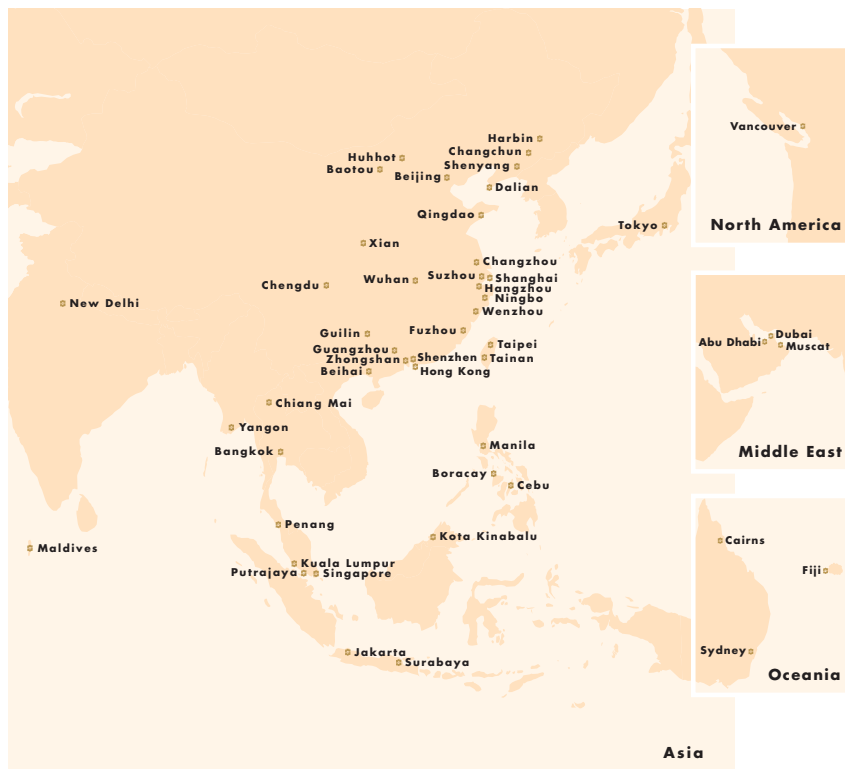 Harbin
Changchun
Huhhot
Shenyang
Baotou
Beijing
Dalian
Qingdao
Tokyo
Xian
Changzhou
Suzhou
Shanghai
Wuhan
Chengdu
Hangzhou
Ningbo
New Delhi
Wenzhou
Fuzhou
Guilin
Taipei
Guangzhou
Shenzhen
Tainan
Zhongshan
Beihai
Hong Kong
Chiang Mai
Yangon
Manila
Bangkok
Boracay
Cebu
Penang
Kota Kinabalu
Maldives
Kuala Lumpur
Putrajaya
Singapore
Jakarta
Surabaya
Asia
Vancouver
North America
Dubai
Abu Dhabi
Muscat
Middle East
Cairns
Fiji
Sydney
Oceania